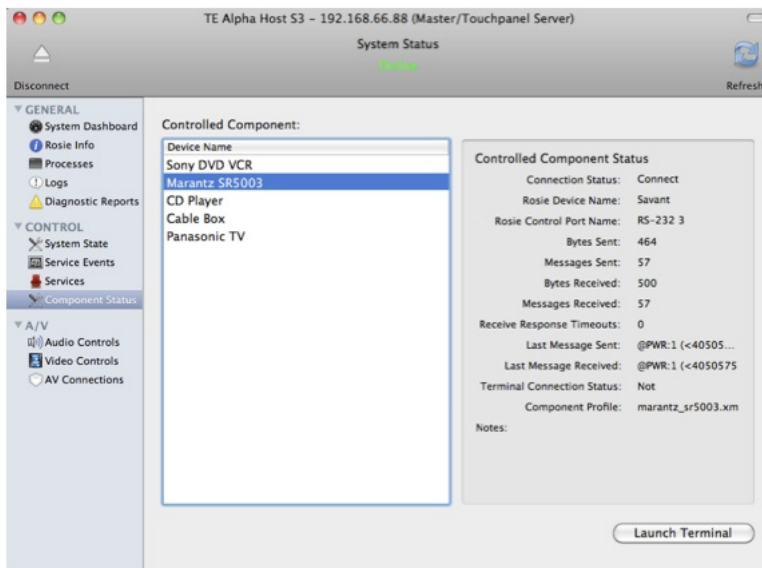 TE Alpha Host S3 – 192.168.66.88 (Master/Touchpanel Server)
System Status
Online
Disconnect
Refresh
GENERAL
System Dashboard
Rosie Info
Processes
Logs
Diagnostic Reports
CONTROL
System State
Service Events
Services
Component Status
A/V
Audio Controls
Video Controls
AV Connections
Controlled Component:
Device Name
Sony DVD VCR
Marantz SR5003
CD Player
Cable Box
Panasonic TV
Controlled Component Status
Connection Status: Connect
Rosie Device Name: Savant
Rosie Control Port Name: RS-232 3
Bytes Sent: 464
Messages Sent: 57
Bytes Received: 500
Messages Received: 57
Receive Response Timeouts: 0
Last Message Sent: @PWR:1 (<40505...
Last Message Received: @PWR:1 (<4050575
Terminal Connection Status: Not
Component Profile: marantz_sr5003.xm
Notes:
Launch Terminal